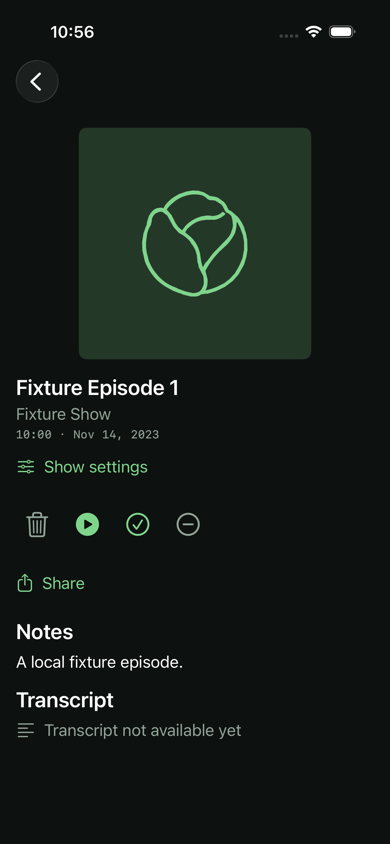 10:56
Fixture Episode 1
Fixture Show
10:00 · Nov 14, 2023
Show settings
Share
Notes
A local fixture episode.
Transcript
Transcript not available yet